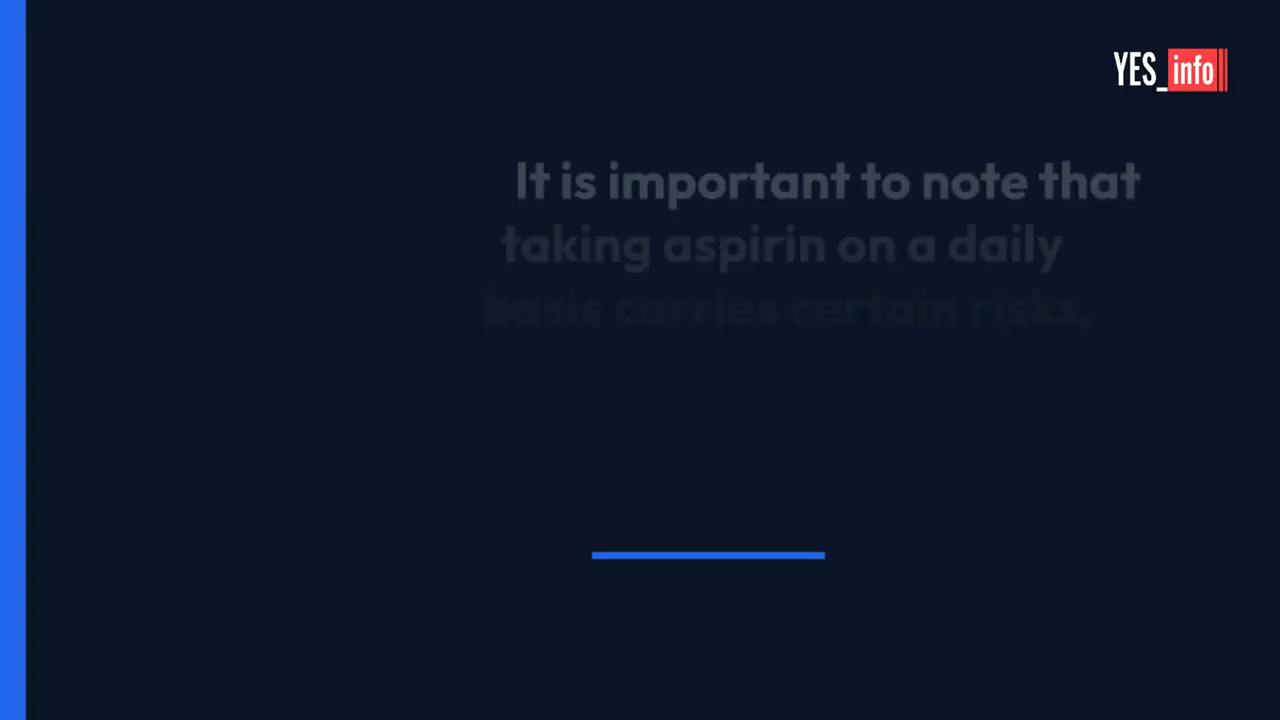 YES_info
It is important to note that
taking aspirin on a daily
basis carries certain risks,